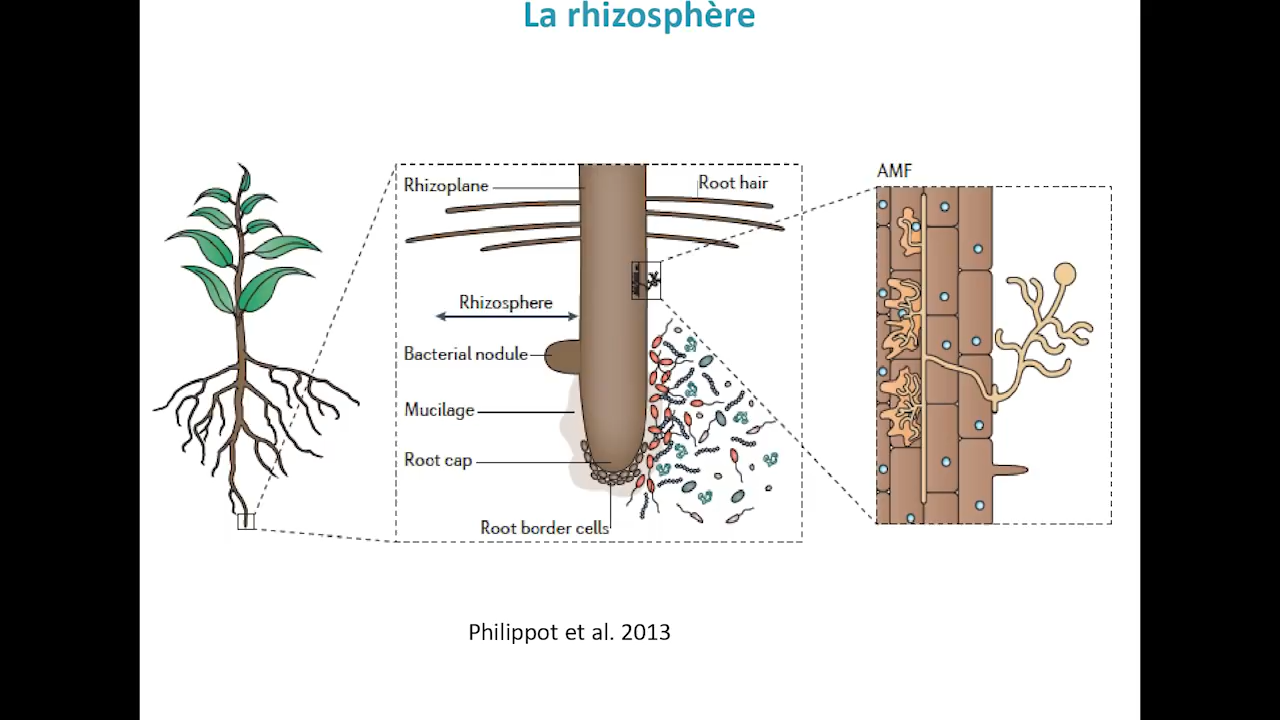 La rhizosphère
Rhizoplane
Root hair
Rhizosphere
Bacterial nodule
Mucilage
Root cap
Root border cells
AMF
Philippot et al. 2013